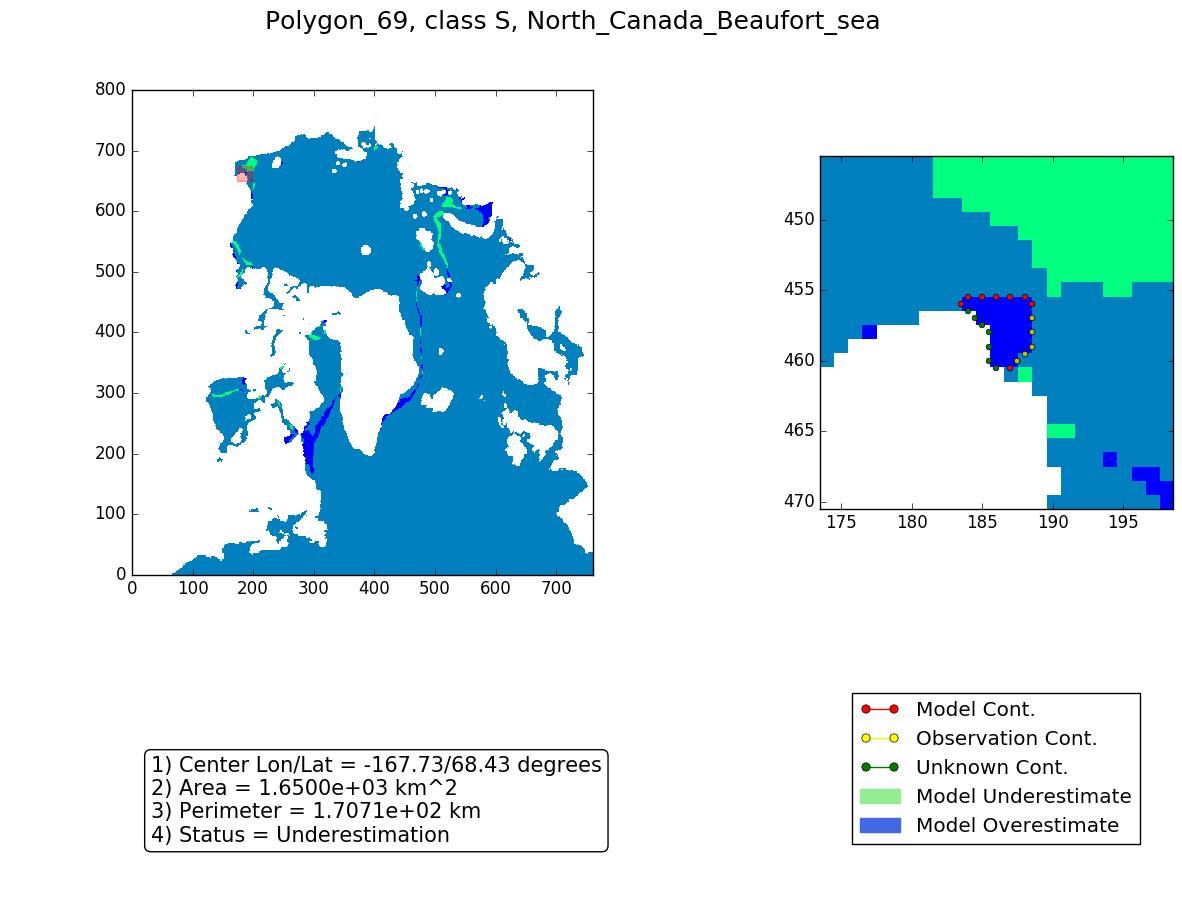 Polygon_69, class S, North_Canada_Beaufort_sea
800
700
600
500
400
300
200
100
0
0 100 200 300 400 500 600 700
450
455
460
465
470
175 180 185 190 195
1) Center Lon/Lat = -167.73/68.43 degrees
2) Area = 1.6500e+03 km^2
3) Perimeter = 1.7071e+02 km
4) Status = Underestimation
Model Cont.
Observation Cont.
Unknown Cont.
Model Underestimate
Model Overestimate